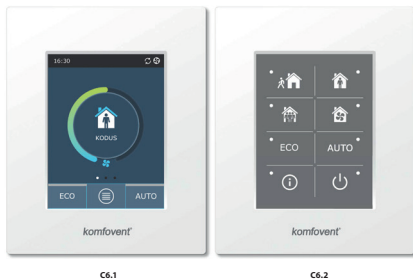 16:30
KODUS
ECO
AUTO
komfovent
C6.1
ECO
AUTO
komfovent
C6.2